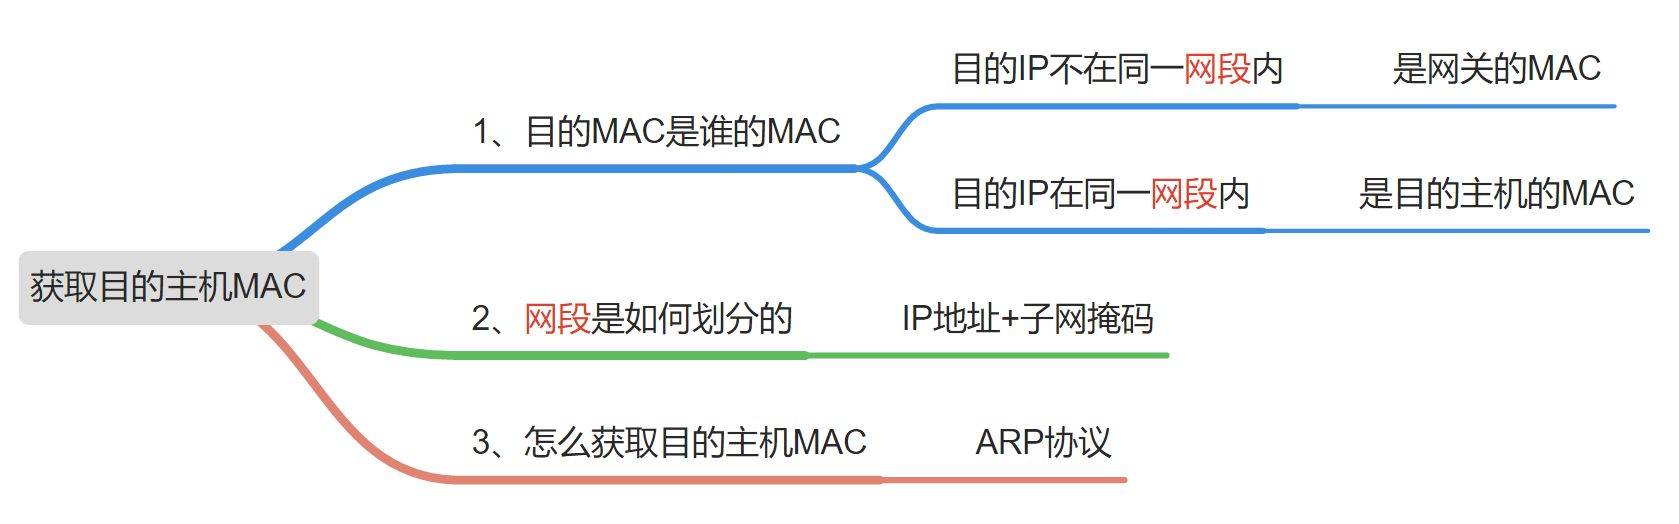 获取目的主机MAC
1、目的MAC是谁的MAC
目的IP不在同一网段内
是网关的MAC
目的IP在同一网段内
是目的主机的MAC
2、网段是如何划分的
IP地址+子网掩码
3、怎么获取目的主机MAC
ARP协议